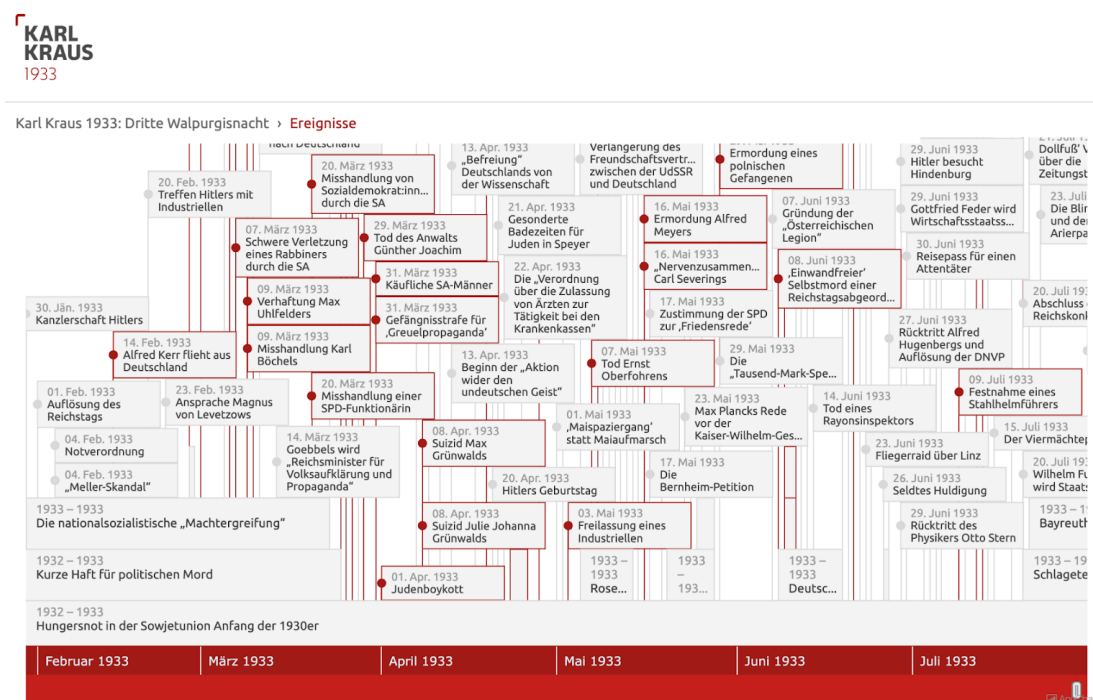 KARL
KRAUS
1933
Karl Kraus 1933: Dritte Walpurgisnacht › Ereignisse
nach Deutschland
20. März 1933
Misshandlung von
Sozialdemokrat:inn...
durch die SA
13. Apr. 1933
„Befreiung“
Deutschlands von
der Wissenschaft
Verlängerung des
Freundschaftsvertr...
zwischen der UdSSR
und Deutschland
Ermordung eines
polnischen
Gefangenen
29. Juni 1933
Hitler besucht
Hindenburg
über die
20. Feb. 1933
Treffen Hitlers mit
Industriellen
07. März 1933
Schwere Verletzung
eines Rabbiners
durch die SA
29. März 1933
Tod des Anwalts
Günther Joachim
21. Apr. 1933
Gesonderte
Badezeiten für
Juden in Speyer
16. Mai 1933
Ermordung Alfred
Meyers
07. Juni 1933
Gründung der
„Österreichischen
Legion“
29. Juni 1933
Gottfried Feder wird
Wirtschaftsstaatss...
30. Juni 1933
Reisepass für einen
Attentäter
31. März 1933
Käufliche SA-Männer
22. Apr. 1933
Die „Verordnung
über die Zulassung
von Ärzten zur
Tätigkeit bei den
Krankenkassen“
16. Mai 1933
„Nervenzusammen...
Carl Severings
08. Juni 1933
‚Einwandfreier‘
Selbstmord einer
Reichstagsabgeord...
30. Jän. 1933
Kanzlerschaft Hitlers
09. März 1933
Verhaftung Max
Uhlfelders
31. März 1933
Gefängnisstrafe für
‚Greuelpropaganda‘
17. Mai 1933
Zustimmung der SPD
zur ‚Friedensrede‘
27. Juni 1933
Rücktritt Alfred
Hugenbergs und
Auflösung der DNVP
Abschluss
14. Feb. 1933
Alfred Kerr flieht aus
Deutschland
09. März 1933
Misshandlung Karl
Böchels
13. Apr. 1933
Beginn der „Aktion
wider den
undeutschen Geist“
07. Mai 1933
Tod Ernst
Oberfohrens
29. Mai 1933
Die
„Tausend-Mark-Spe...
09. Juli 1933
Festnahme eines
Stahlhelmführers
01. Feb. 1933
Auflösung des
Reichstags
23. Feb. 1933
Ansprache Magnus
von Levetzows
20. März 1933
Misshandlung einer
SPD-Funktionärin
01. Mai 1933
‚Maispaziergang‘
statt Maiaufmarsch
23. Mai 1933
Max Plancks Rede
vor der
Kaiser-Wilhelm-Ges...
14. Juni 1933
Tod eines
Rayonsinspektors
15. Juli 1933
Der Viermächtep
04. Feb. 1933
Notverordnung
14. März 1933
Goebbels wird
„Reichsminister für
Volksaufklärung und
Propaganda“
08. Apr. 1933
Suizid Max
Grünwalds
23. Juni 1933
Fliegerraid über Linz
04. Feb. 1933
„Meller-Skandal“
20. Apr. 1933
Hitlers Geburtstag
17. Mai 1933
Die
Bernheim-Petition
26. Juni 1933
Seldtes Huldigung
20. Juli 193
Wilhelm Fu
wird Staats
1933 – 1933
Die nationalsozialistische „Machtergreifung“
08. Apr. 1933
Suizid Julie Johanna
Grünwalds
03. Mai 1933
Freilassung eines
Industriellen
29. Juni 1933
Rücktritt des
Physikers Otto Stern
Bayreuth
1932 – 1933
Kurze Haft für politischen Mord
01. Apr. 1933
Judenboykott
1933 –
1933
Rose...
1933
–
193...
1933 –
1933
Deutsc...
Schlagete
1932 – 1933
Hungersnot in der Sowjetunion Anfang der 1930er
Februar 1933
März 1933
April 1933
Mai 1933
Juni 1933
Juli 1933